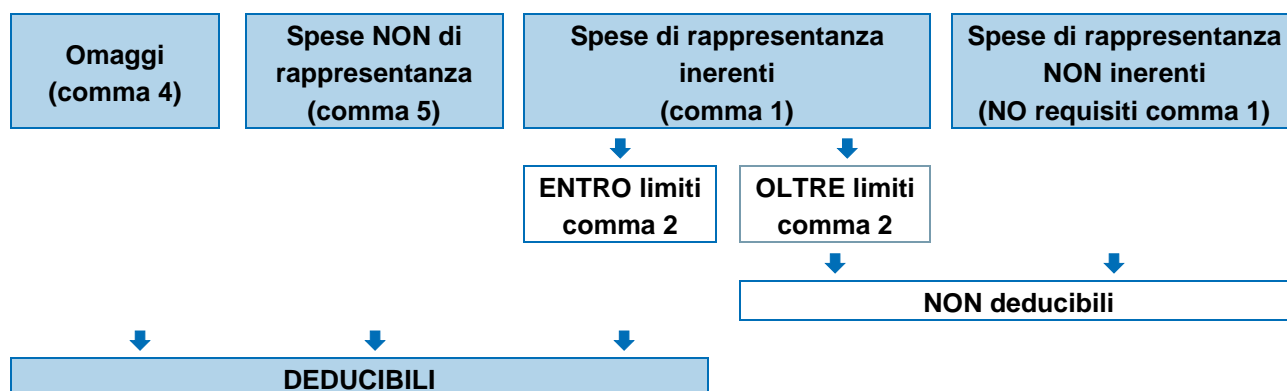 Omaggi
(comma 4)
Spese NON di
rappresentanza
(comma 5)
Spese di rappresentanza
inerenti
(comma 1)
Spese di rappresentanza
NON inerenti
(NO requisiti comma 1)
ENTRO limiti
comma 2
OLTRE limiti
comma 2
NON deducibili
DEDUCIBILI